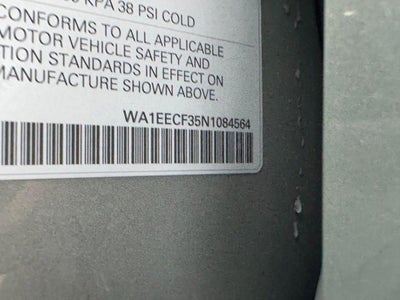 KPA 38 PSI COLD
CONFORMS TO ALL APPLICABLE
MOTOR VEHICLE SAFETY AND
STANDARDS IN EFFECT ON
MANUFACTURE SHOWN ABOVE.
WA1EECF35N1084564